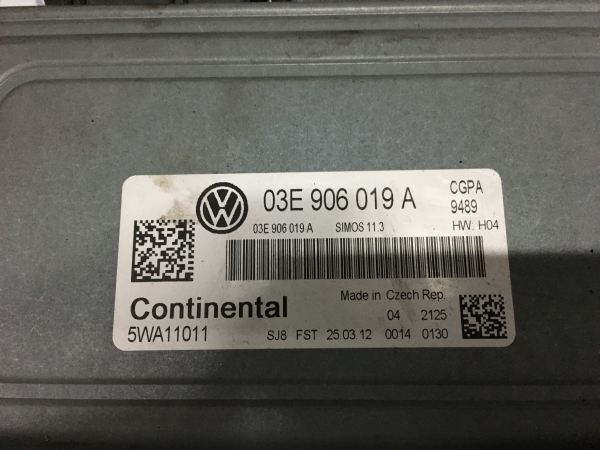 03E 906 019 A
CGPA
9489
03E 906 019 A SIMOS 11.3
HW: H04
Continental
5WA11011
Made in Czech Rep.
04 2125
SJ8 FST 25.03.12 0014 0130